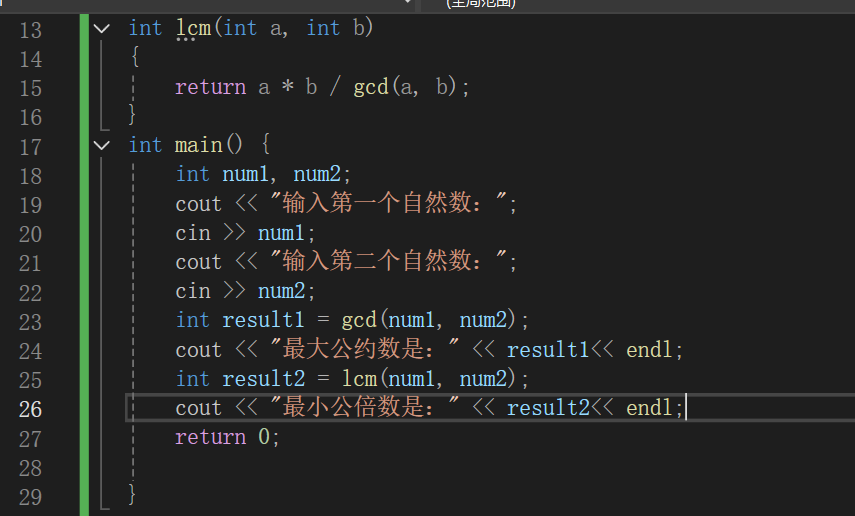 (全局范围)
13 int lcm(int a, int b)
14 {
15 return a * b / gcd(a, b);
16 }
17 int main() {
18 int num1, num2;
19 cout << "输入第一个自然数：";
20 cin >> num1;
21 cout << "输入第二个自然数：";
22 cin >> num2;
23 int result1 = gcd(num1, num2);
24 cout << "最大公约数是：" << result1<< endl;
25 int result2 = lcm(num1, num2);
26 cout << "最小公倍数是：" << result2<< endl;
27 return 0;
28
29 }